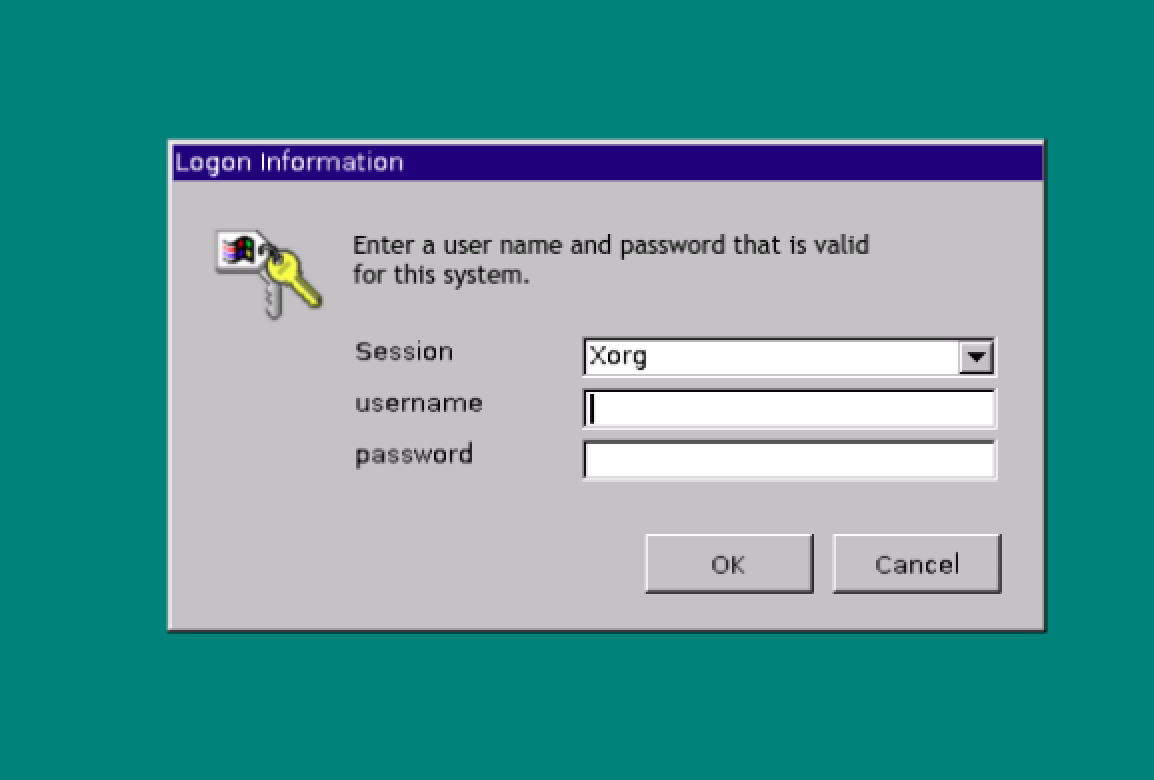 Logon Information
Enter a user name and password that is valid
for this system.
Session
Xorg
username
password
OK
Cancel